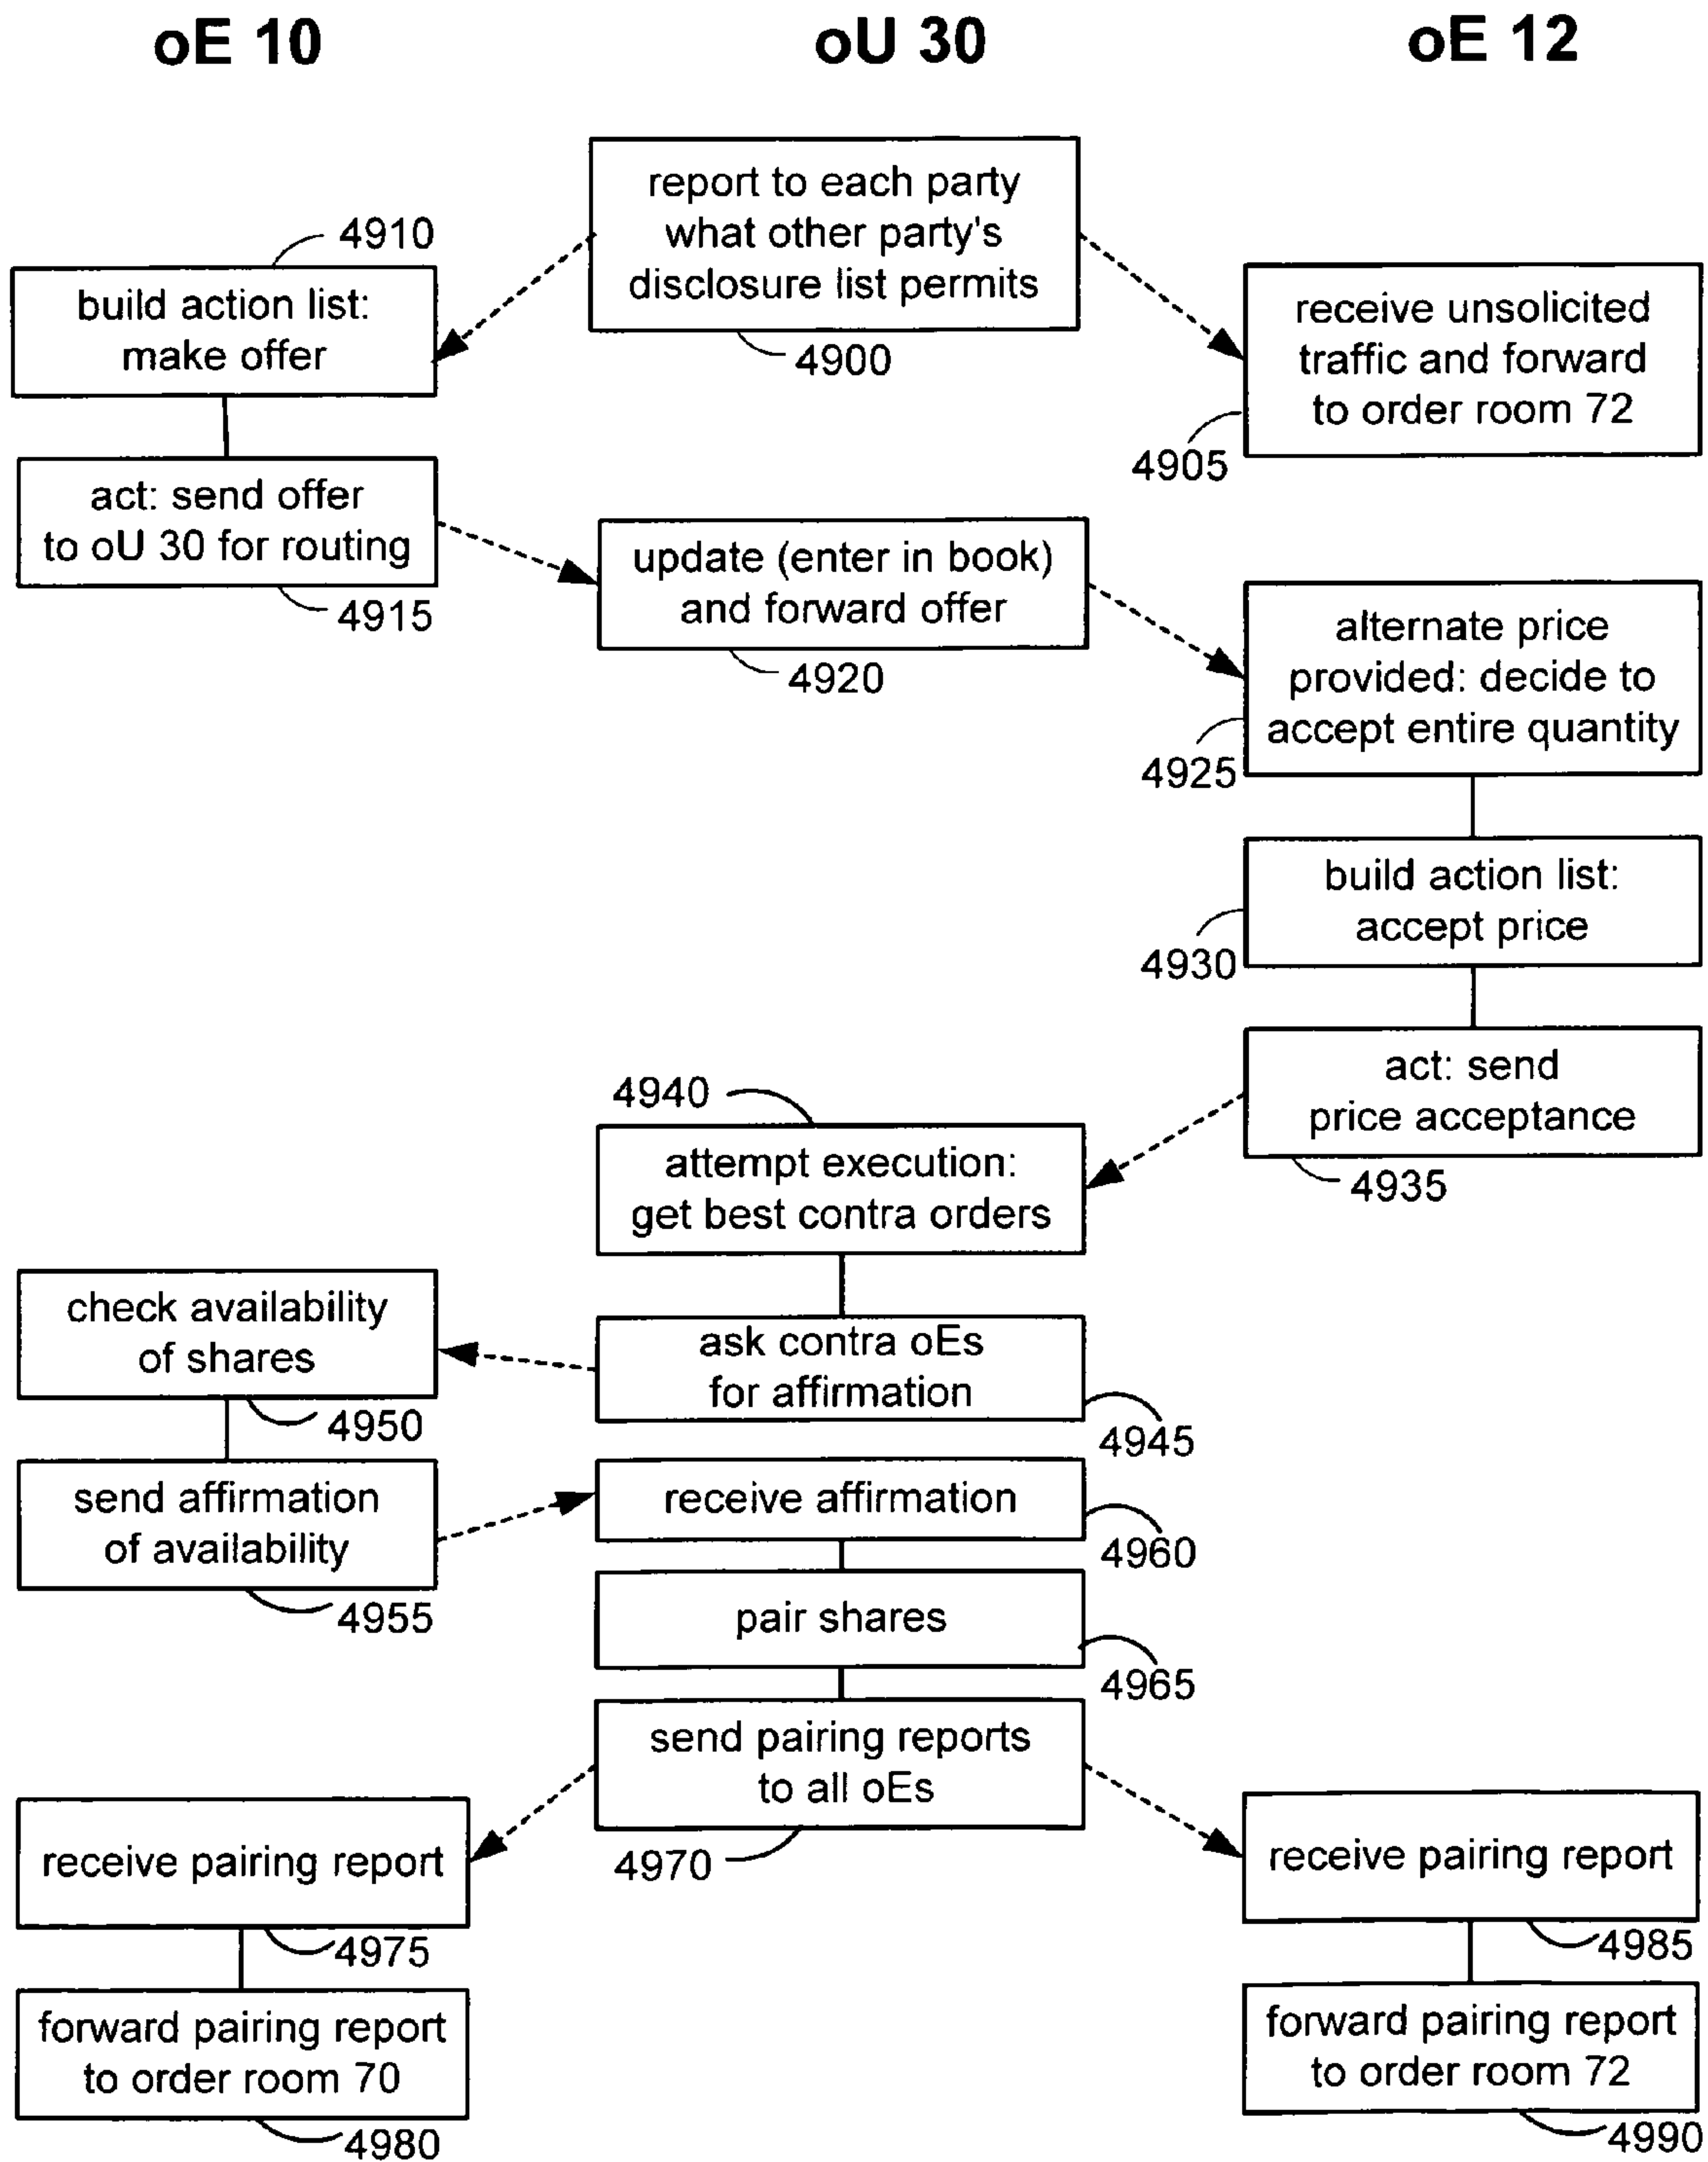 oE 10
oU 30
oE 12
report to each party
what other party's
disclosure list permits
4900
4910
build action list:
make offer
receive unsolicited
traffic and forward
to order room 72
4905
act: send offer
to oU 30 for routing
4915
update (enter in book)
and forward offer
4920
alternate price
provided: decide to
accept entire quantity
4925
build action list:
accept price
4930
act: send
price acceptance
4935
4940
attempt execution:
get best contra orders
ask contra oEs
for affirmation
4945
check availability
of shares
4950
send affirmation
of availability
4955
receive affirmation
4960
pair shares
4965
send pairing reports
to all oEs
4970
receive pairing report
4975
forward pairing report
to order room 70
4980
receive pairing report
4985
forward pairing report
to order room 72
4990